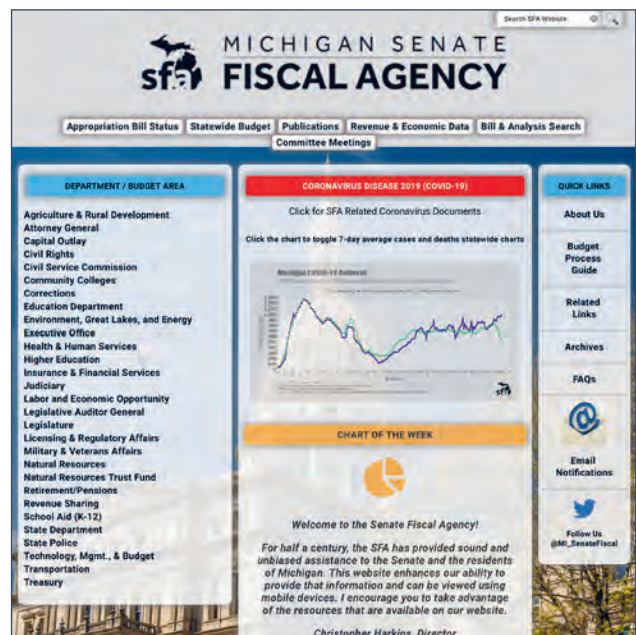 Search SFA Website
MICHIGAN SENATE
sfa FISCAL AGENCY
Appropriation Bill Status
Statewide Budget
Publications
Revenue & Economic Data
Bill & Analysis Search
Committee Meetings
DEPARTMENT / BUDGET AREA
Agriculture & Rural Development
Attorney General
Capital Outlay
Civil Rights
Civil Service Commission
Community Colleges
Corrections
Education Department
Environment, Great Lakes, and Energy
Executive Office
Health & Human Services
Higher Education
Insurance & Financial Services
Judiciary
Labor and Economic Opportunity
Legislative Auditor General
Legislature
Licensing & Regulatory Affairs
Military & Veterans Affairs
Natural Resources
Natural Resources Trust Fund
Retirement/Pensions
Revenue Sharing
School Aid (K-12)
State Department
State Police
Technology, Mgmt., & Budget
Transportation
Treasury
CORONAVIRUS DISEASE 2019 (COVID-19)
Click for SFA Related Coronavirus Documents
Click the chart to toggle 7-day average cases and deaths statewide charts
Michigan COVID-19 Outbreak
sfa
CHART OF THE WEEK
Welcome to the Senate Fiscal Agency!
For half a century, the SFA has provided sound and
unbiased assistance to the Senate and the residents
of Michigan. This website enhances our ability to
provide that information and can be viewed using
mobile devices. I encourage you to take advantage
of the resources that are available on our website.
Christopher Harkins, Director
QUICK LINKS
About Us
Budget
Process
Guide
Related
Links
Archives
FAQs
@
Email
Notifications
Follow Us
@MI_SenateFiscal